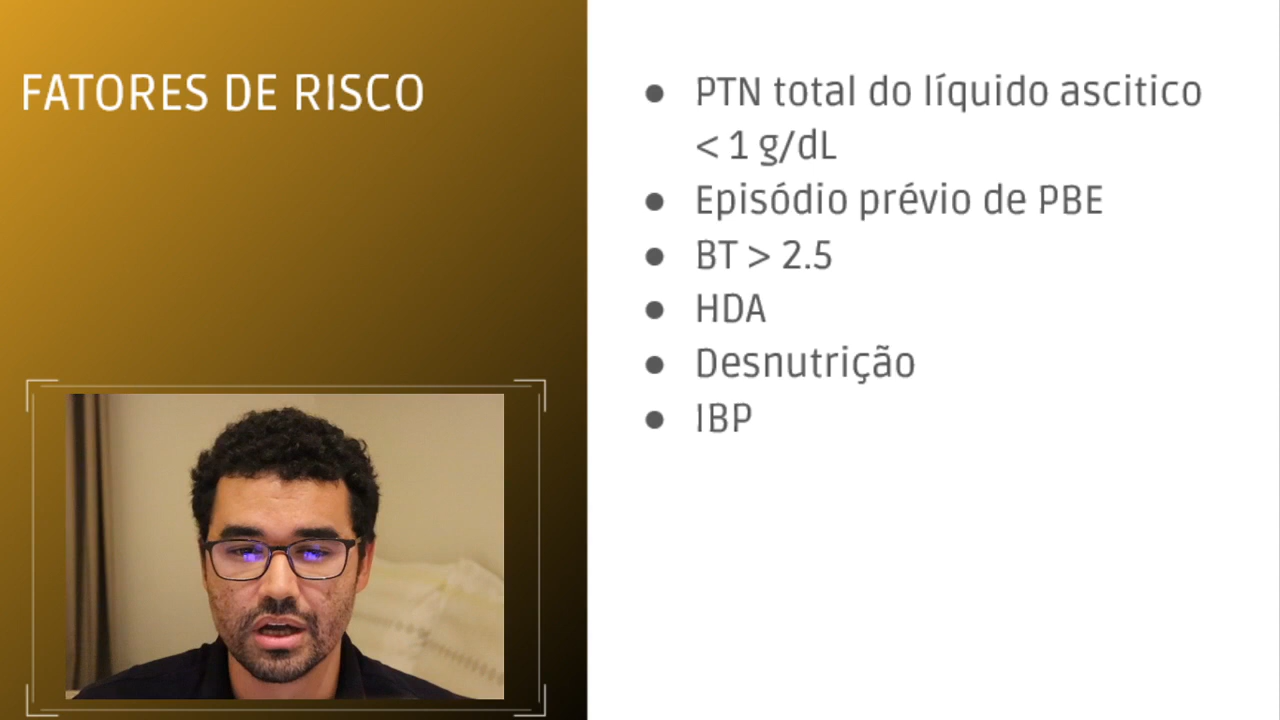 FATORES DE RISCO
● PTN total do líquido ascitico
< 1 g/dL
● Episódio prévio de PBE
● BT > 2.5
● HDA
● Desnutrição
● IBP